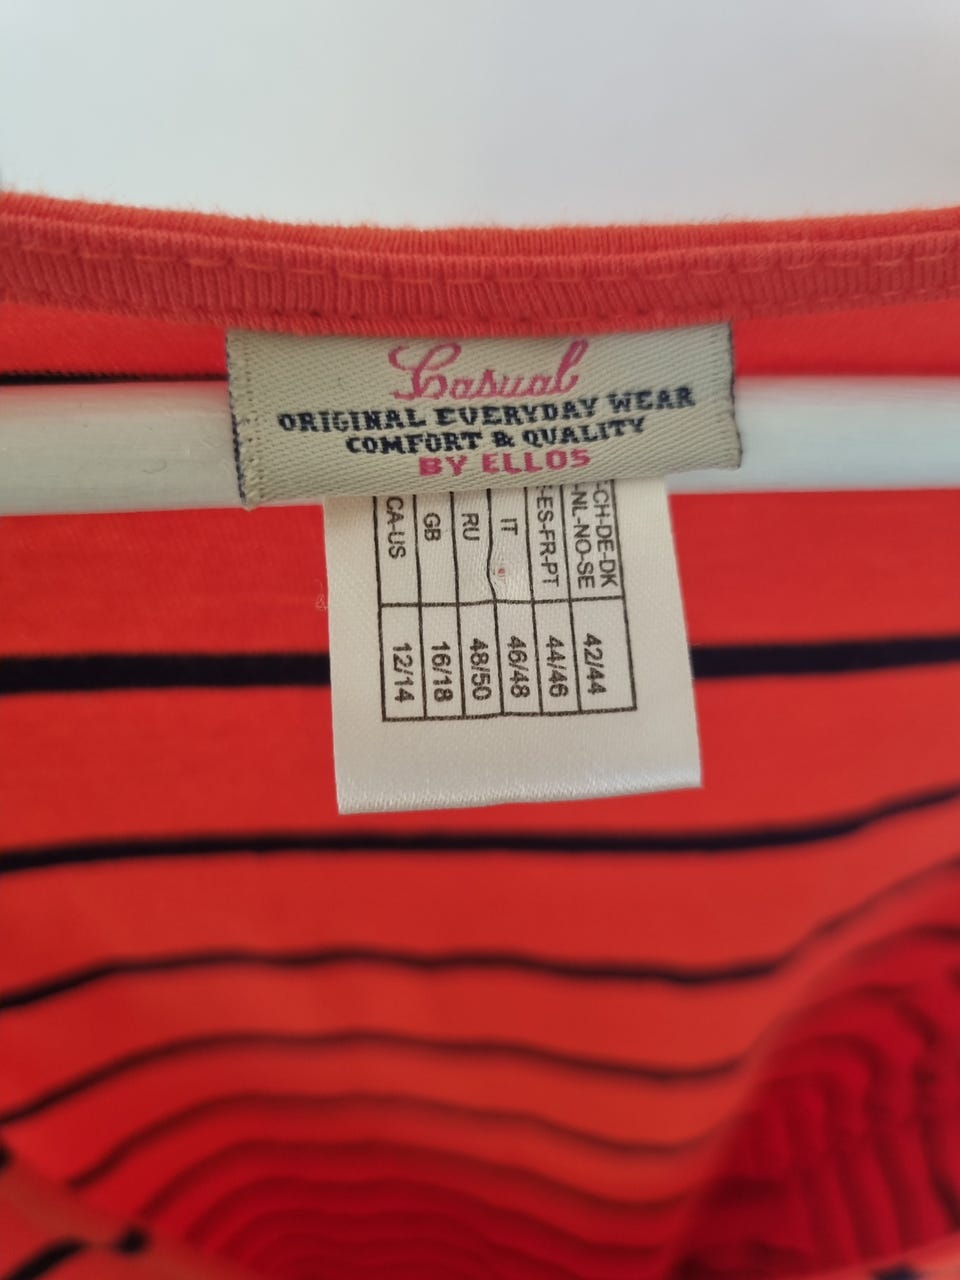 Casual
ORIGINAL EVERYDAY WEAR
COMFORT & QUALITY
BY ELLOS
-CH-DE-DK
-NL-NO-SE 42/44
-ES-FR-PT 44/46
IT 46/48
RU 48/50
GB 16/18
CA-US 12/14